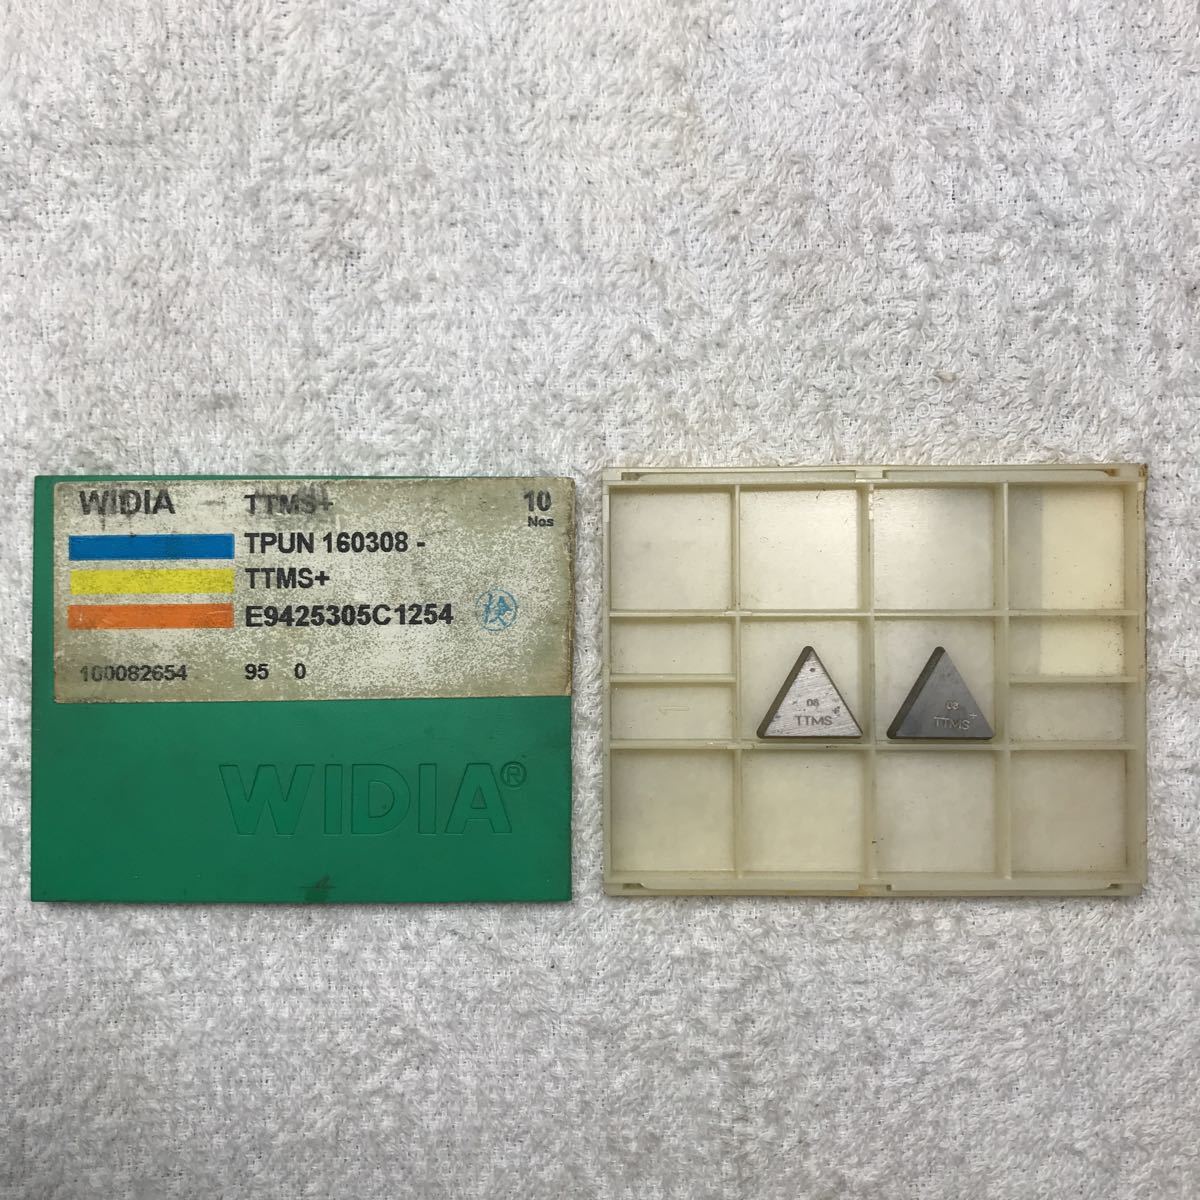 WIDIA TTMS+ 10
Nos
TPUN 160308 -
TTMS+
E9425305C1254
100082654 95 0
WIDIA®
08
TTMS +
08
TTMS +